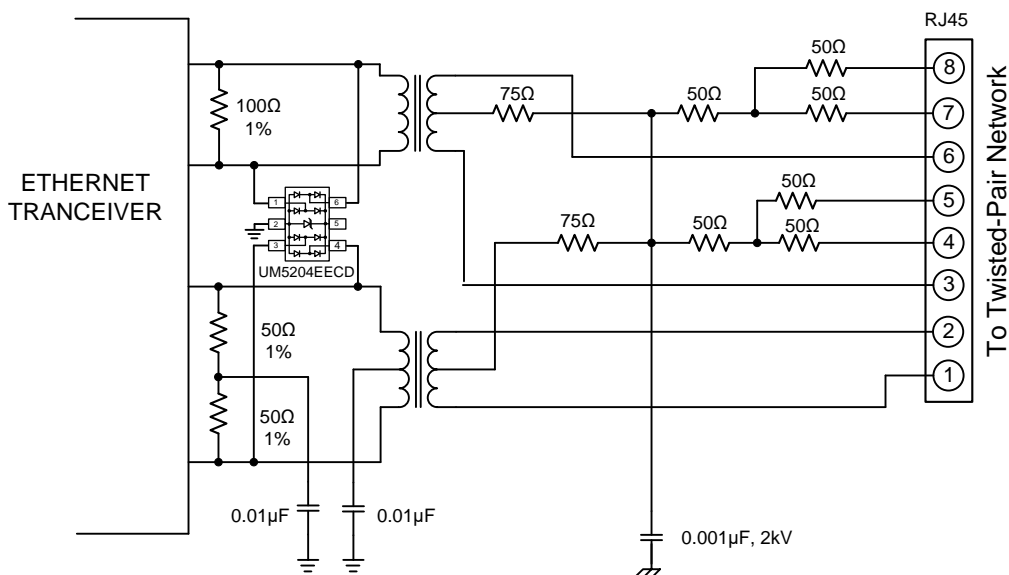 RJ45
50Ω
8
75Ω
50Ω
50Ω
7
100Ω
1%
6
ETHERNET
TRANCEIVER
50Ω
5
1
6
2
5
3
4
75Ω
50Ω
50Ω
4
UM5204EECD
3
50Ω
1%
2
1
50Ω
1%
0.01µF
0.01µF
0.001µF, 2kV
To Twisted-Pair Network